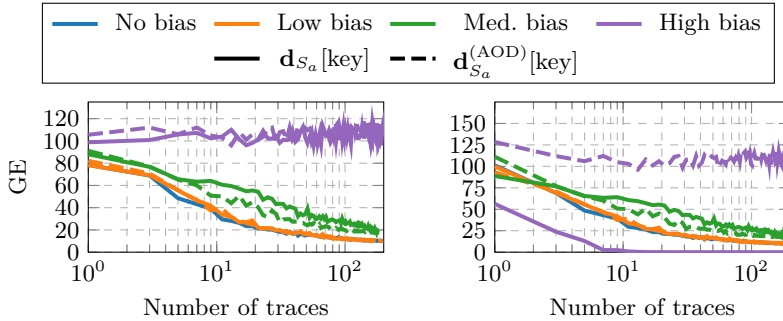 No bias Low bias Med. bias High bias
d_{S_a}[key] d_{S_a}^{(AOD)}[key]
GE
120
100
80
60
40
20
0
10^0 10^1 10^2
Number of traces
150
125
100
75
50
25
0
10^0 10^1 10^2
Number of traces